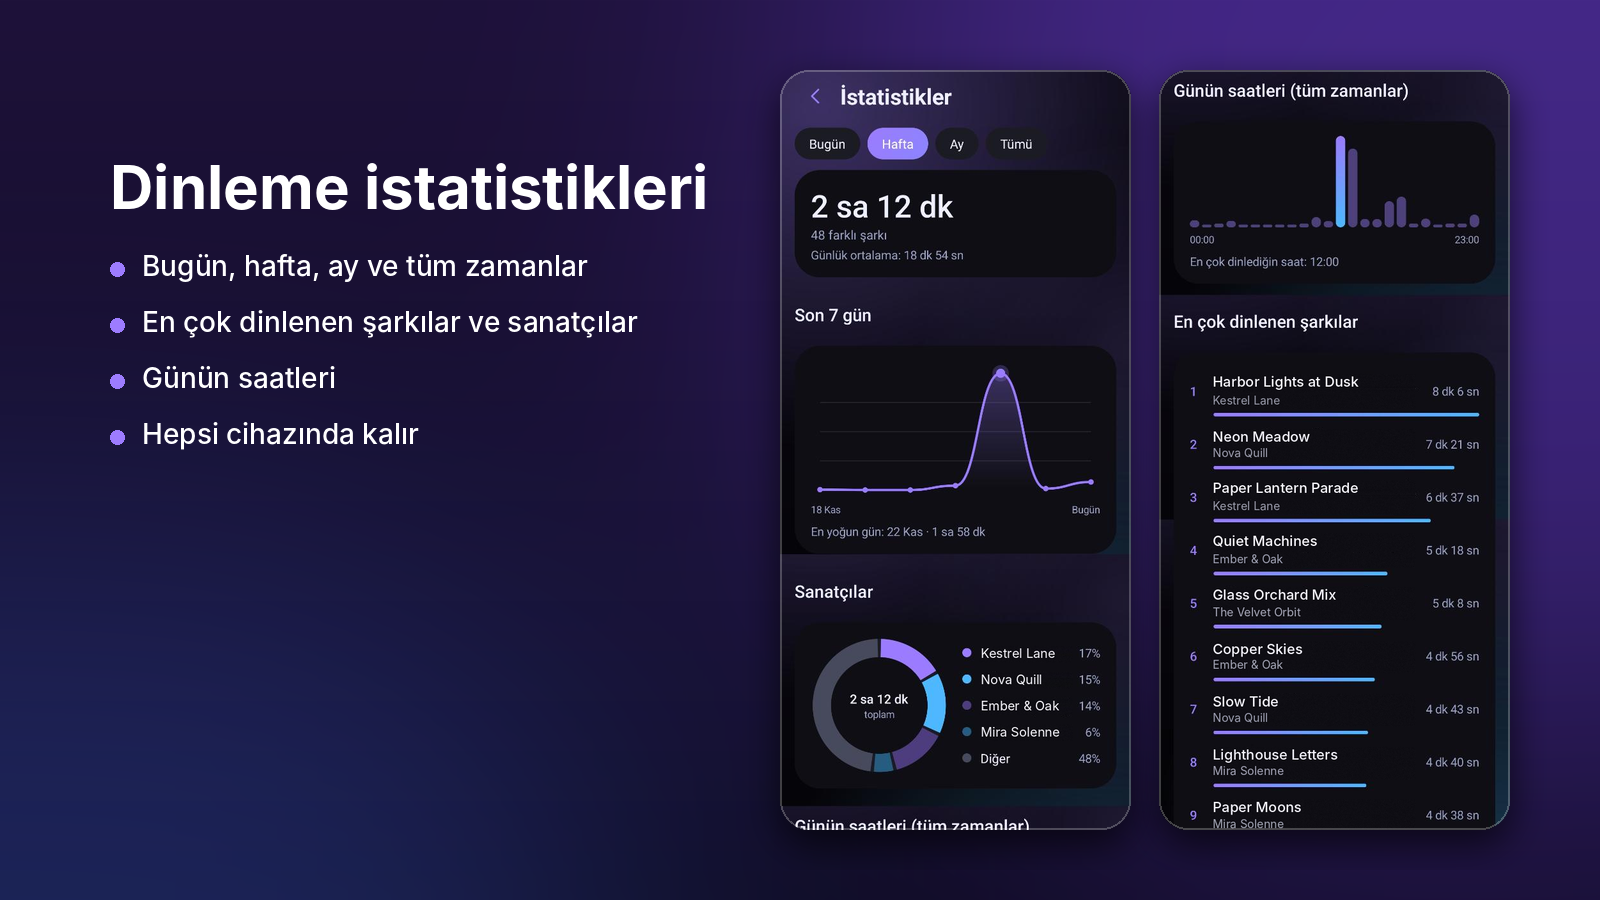 Dinleme istatistikleri
Bugün, hafta, ay ve tüm zamanlar
En çok dinlenen şarkılar ve sanatçılar
Günün saatleri
Hepsi cihazında kalır
İstatistikler
Bugün
Hafta
Ay
Tümü
2 sa 12 dk
48 farklı şarkı
Günlük ortalama: 18 dk 54 sn
Son 7 gün
18 Kas
Bugün
En yoğun gün: 22 Kas · 1 sa 58 dk
Sanatçılar
2 sa 12 dk
toplam
Kestrel Lane 17%
Nova Quill 15%
Ember & Oak 14%
Mira Solenne 6%
Diğer 48%
Günün saatleri (tüm zamanlar)
Günün saatleri (tüm zamanlar)
00:00
23:00
En çok dinlediğin saat: 12:00
En çok dinlenen şarkılar
1 Harbor Lights at Dusk 8 dk 6 sn
Kestrel Lane
2 Neon Meadow 7 dk 21 sn
Nova Quill
3 Paper Lantern Parade 6 dk 37 sn
Kestrel Lane
4 Quiet Machines 5 dk 18 sn
Ember & Oak
5 Glass Orchard Mix 5 dk 8 sn
The Velvet Orbit
6 Copper Skies 4 dk 56 sn
Ember & Oak
7 Slow Tide 4 dk 43 sn
Nova Quill
8 Lighthouse Letters 4 dk 40 sn
Mira Solenne
9 Paper Moons 4 dk 38 sn
Mira Solenne